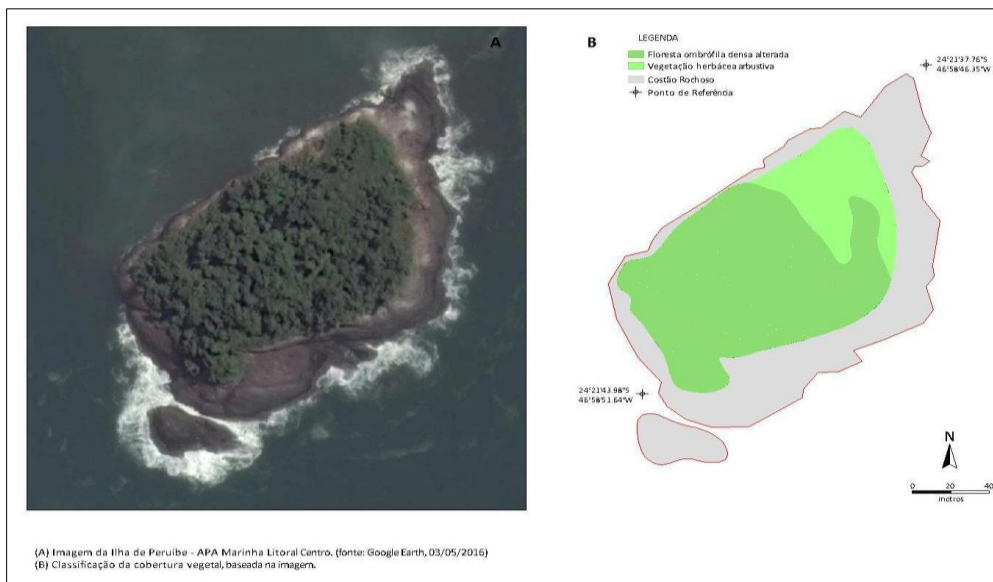 A
B
LEGENDA
Floresta ombrófila densa alterada
Vegetação herbácea arbustiva
Costão Rochoso
Ponto de Referência
24°21'37.76"S
46°58'46.35"W
24°21'43.98"S
46°58'51.64"W
N
0 20 40
metros
(A) Imagem da Ilha de Peruíbe - APA Marinha Litoral Centro. (fonte: Google Earth, 03/05/2016)
(B) Classificação da cobertura vegetal, baseada na imagem.